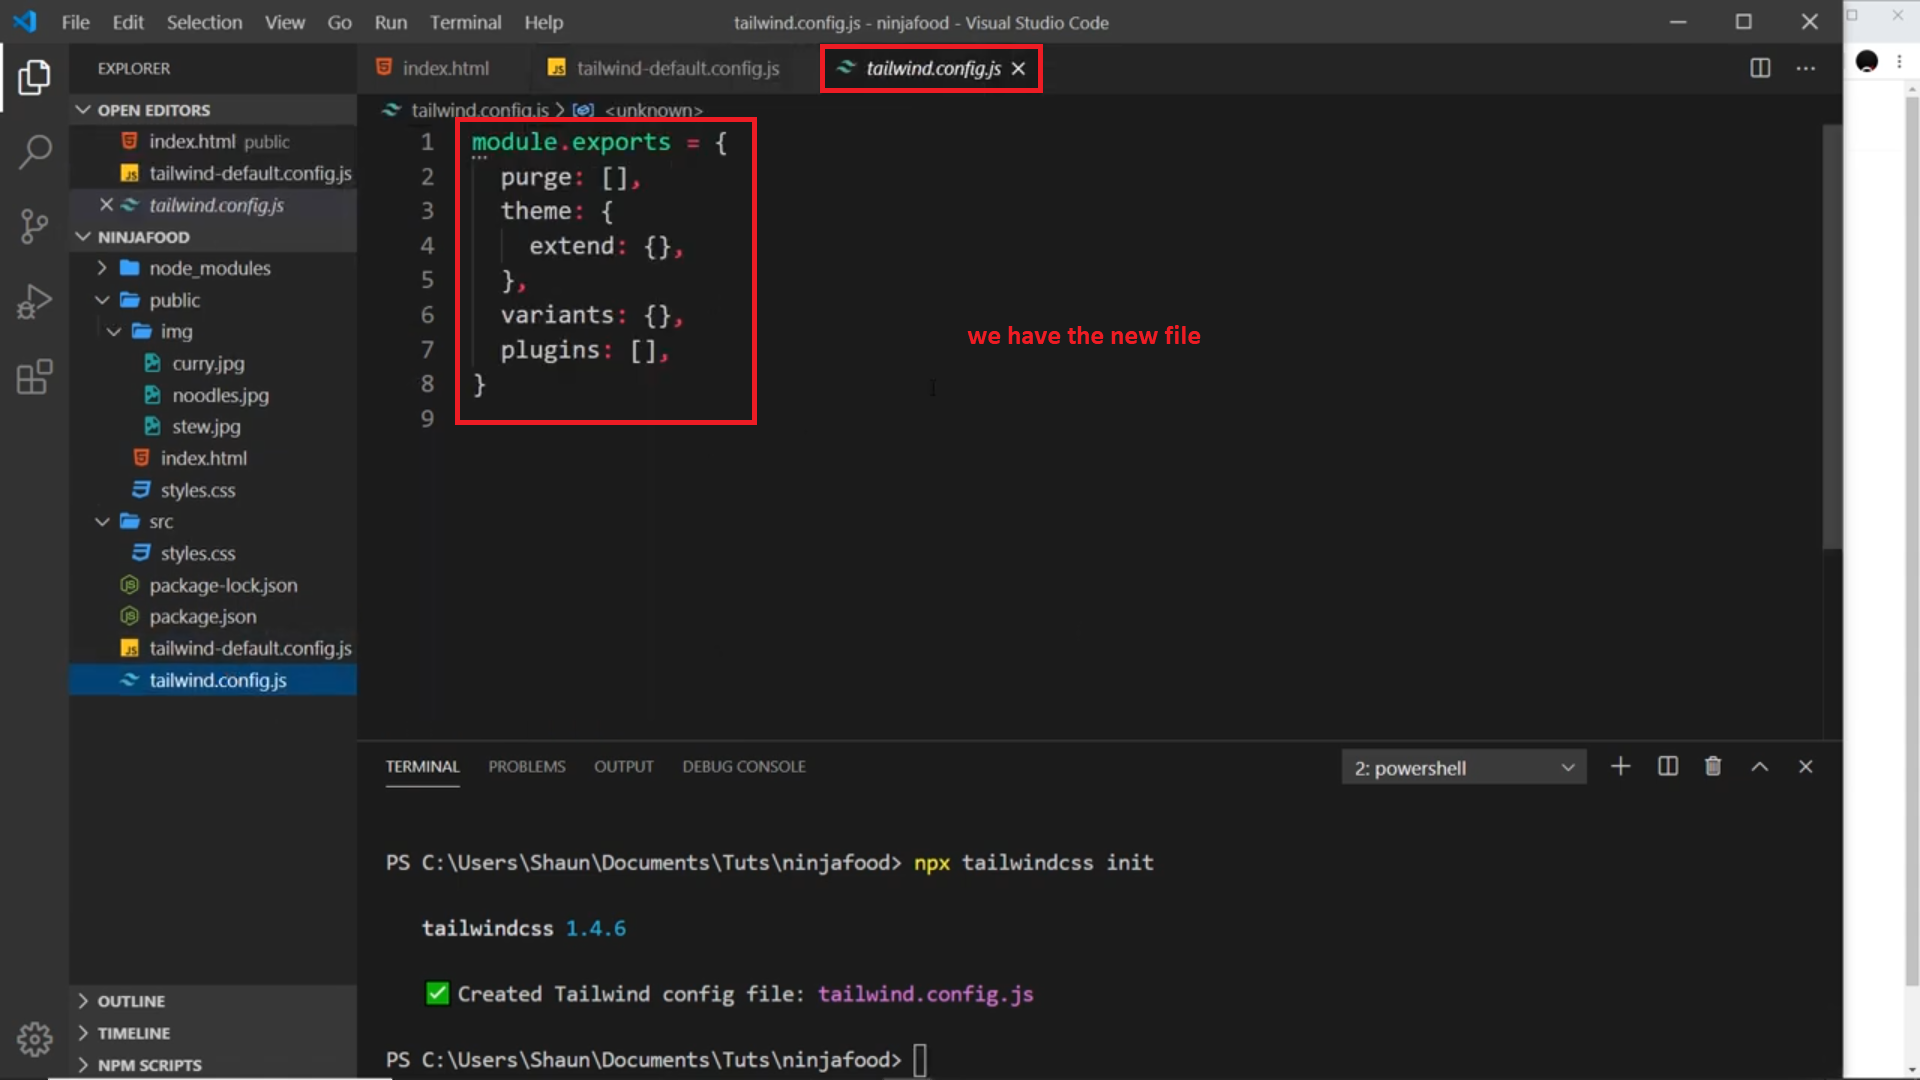 File Edit Selection View Go Run Terminal Help
tailwind.config.js - ninjafood - Visual Studio Code
EXPLORER
OPEN EDITORS
index.html public
tailwind-default.config.js
tailwind.config.js
NINJAFOOD
node_modules
public
img
curry.jpg
noodles.jpg
stew.jpg
index.html
styles.css
src
styles.css
package-lock.json
package.json
tailwind-default.config.js
tailwind.config.js
OUTLINE
TIMELINE
NPM SCRIPTS
index.html
tailwind-default.config.js
tailwind.config.js
tailwind.config.js > <unknown>
1 module.exports = {
2 purge: [],
3 theme: {
4 extend: {},
5 },
6 variants: {},
7 plugins: [],
8 }
9
we have the new file
TERMINAL PROBLEMS OUTPUT DEBUG CONSOLE
2: powershell
PS C:\Users\Shaun\Documents\Tuts\ninjafood> npx tailwindcss init
tailwindcss 1.4.6
✅ Created Tailwind config file: tailwind.config.js
PS C:\Users\Shaun\Documents\Tuts\ninjafood>